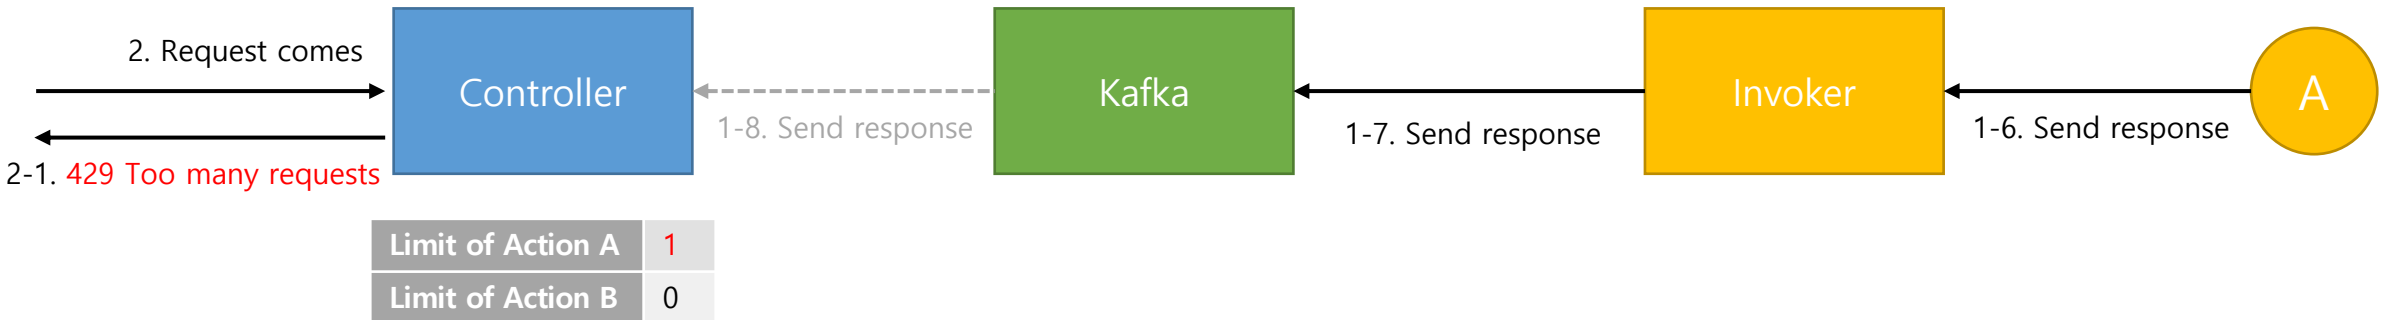 2. Request comes
Controller
Kafka
Invoker
A
1-8. Send response
1-7. Send response
1-6. Send response
2-1. 429 Too many requests
Limit of Action A 1
Limit of Action B 0